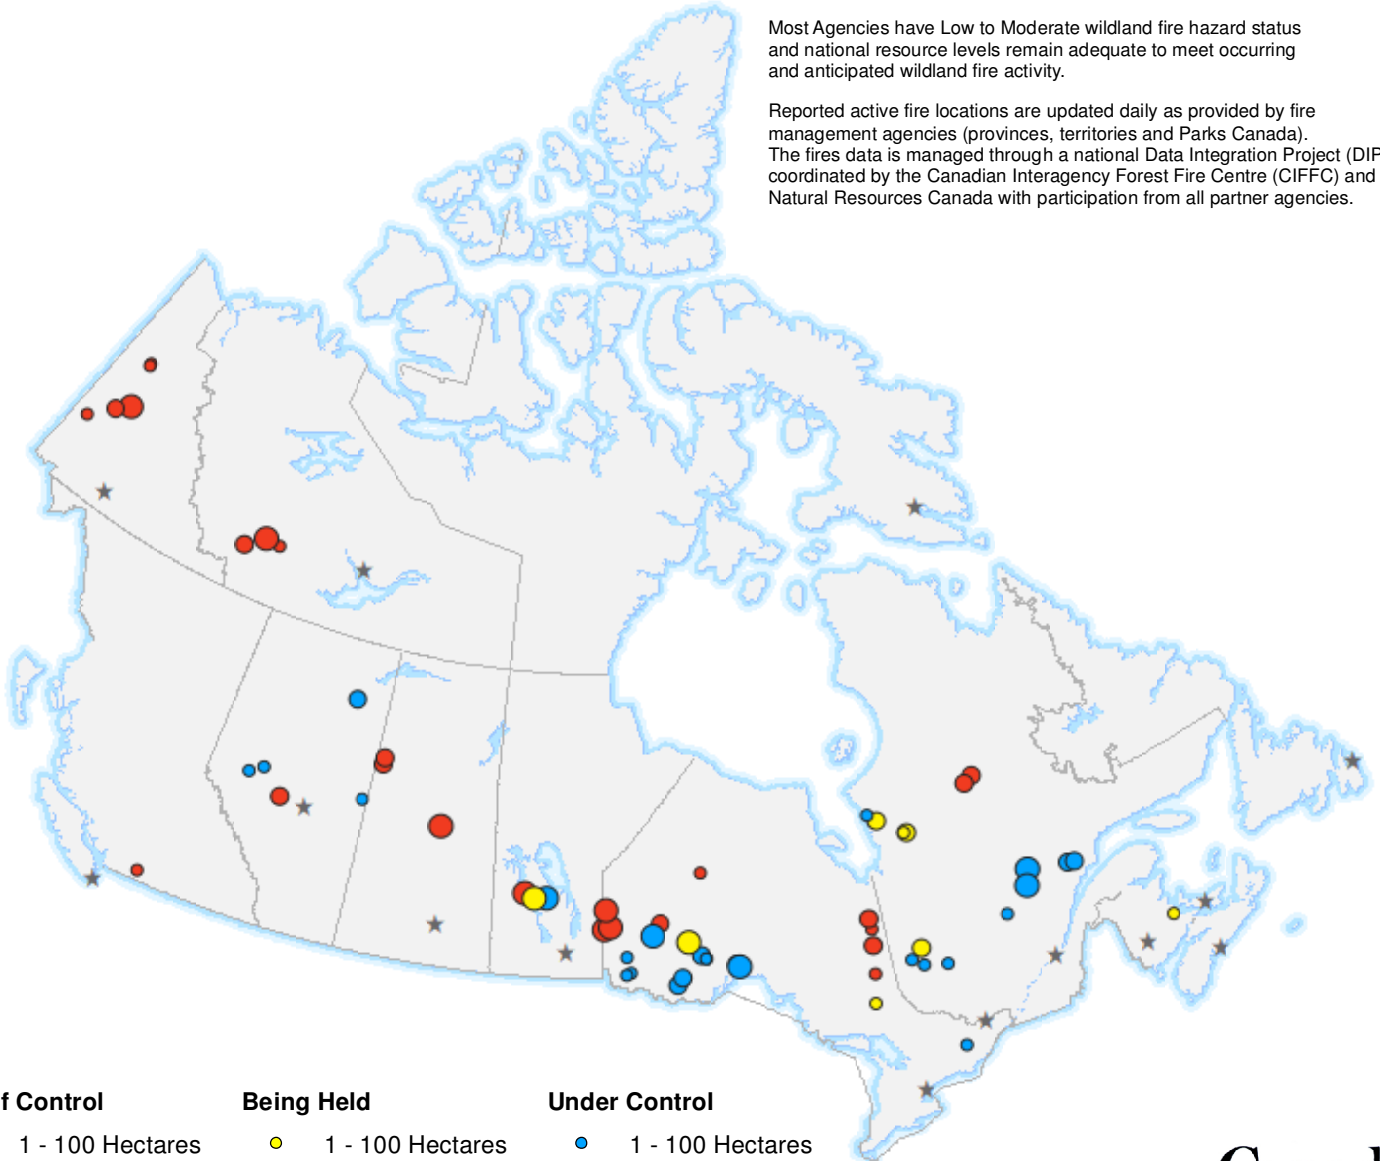 Most Agencies have Low to Moderate wildland fire hazard status
and national resource levels remain adequate to meet occurring
and anticipated wildland fire activity.
Reported active fire locations are updated daily as provided by fire
management agencies (provinces, territories and Parks Canada).
The fires data is managed through a national Data Integration Project (DIP
coordinated by the Canadian Interagency Forest Fire Centre (CIFFC) and
Natural Resources Canada with participation from all partner agencies.
f Control Being Held Under Control
1 - 100 Hectares 1 - 100 Hectares 1 - 100 Hectares